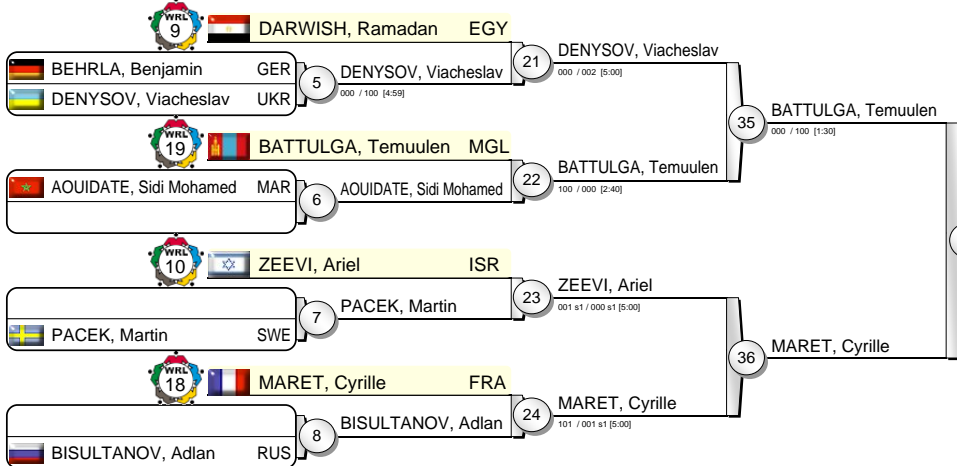 WRL 9 DARWISH, Ramadan EGY
BEHRLA, Benjamin GER
DENYSOV, Viacheslav UKR
5 DENYSOV, Viacheslav
000 / 100 [4:59]
21 DENYSOV, Viacheslav
000 / 002 [5:00]
WRL 19 BATTULGA, Temuulen MGL
AOUIDATE, Sidi Mohamed MAR
6 AOUIDATE, Sidi Mohamed
22 BATTULGA, Temuulen
100 / 000 [2:40]
35 BATTULGA, Temuulen
000 / 100 [1:30]
WRL 10 ZEEVI, Ariel ISR
PACEK, Martin SWE
7 PACEK, Martin
23 ZEEVI, Ariel
001 s1 / 000 s1 [5:00]
WRL 18 MARET, Cyrille FRA
BISULTANOV, Adlan RUS
8 BISULTANOV, Adlan
24 MARET, Cyrille
101 / 001 s1 [5:00]
36 MARET, Cyrille